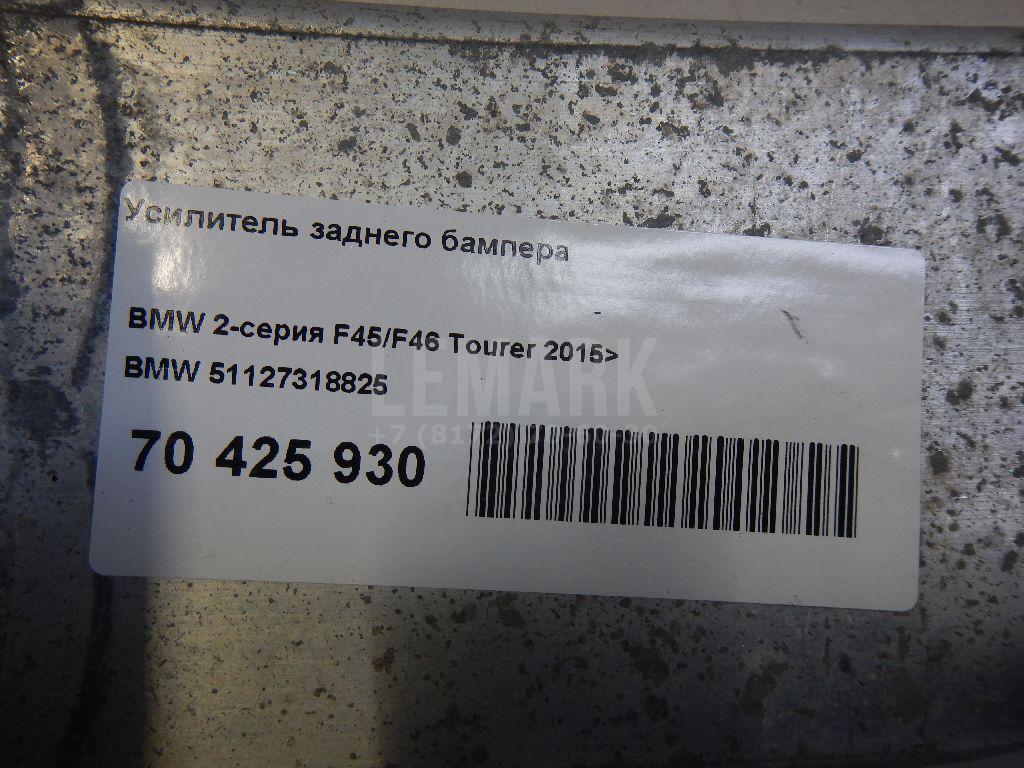 Усилитель заднего бампера
BMW 2-серия F45/F46 Tourer 2015>
BMW 51127318825
LEMARK
70 425 930